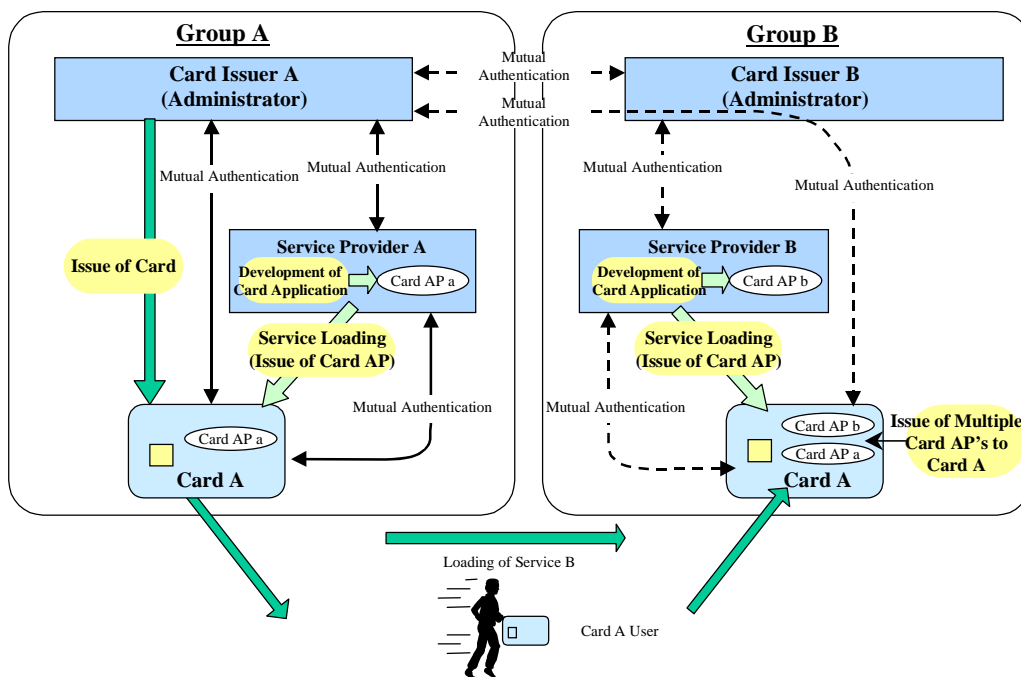 Group A
Card Issuer A
(Administrator)
Mutual Authentication
Mutual Authentication
Issue of Card
Service Provider A
Development of
Card Application
Card AP a
Service Loading
(Issue of Card AP)
Mutual Authentication
Card AP a
Card A
Mutual
Authentication
Mutual
Authentication
Group B
Card Issuer B
(Administrator)
Mutual Authentication
Mutual Authentication
Service Provider B
Development of
Card Application
Card AP b
Service Loading
(Issue of Card AP)
Mutual Authentication
Card AP b
Card AP a
Card A
Issue of Multiple
Card AP's to
Card A
Loading of Service B
Card A User